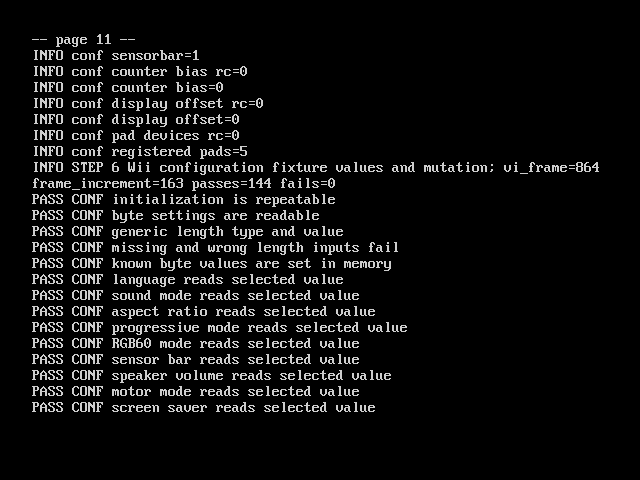 -- page 11 --
INFO conf sensorbar=1
INFO conf counter bias rc=0
INFO conf counter bias=0
INFO conf display offset rc=0
INFO conf display offset=0
INFO conf pad devices rc=0
INFO conf registered pads=5
INFO STEP 6 Wii configuration fixture values and mutation; vi_frame=864
frame_increment=163 passes=144 fails=0
PASS CONF initialization is repeatable
PASS CONF byte settings are readable
PASS CONF generic length type and value
PASS CONF missing and wrong length inputs fail
PASS CONF known byte values are set in memory
PASS CONF language reads selected value
PASS CONF sound mode reads selected value
PASS CONF aspect ratio reads selected value
PASS CONF progressive mode reads selected value
PASS CONF RGB60 mode reads selected value
PASS CONF sensor bar reads selected value
PASS CONF speaker volume reads selected value
PASS CONF motor mode reads selected value
PASS CONF screen saver reads selected value